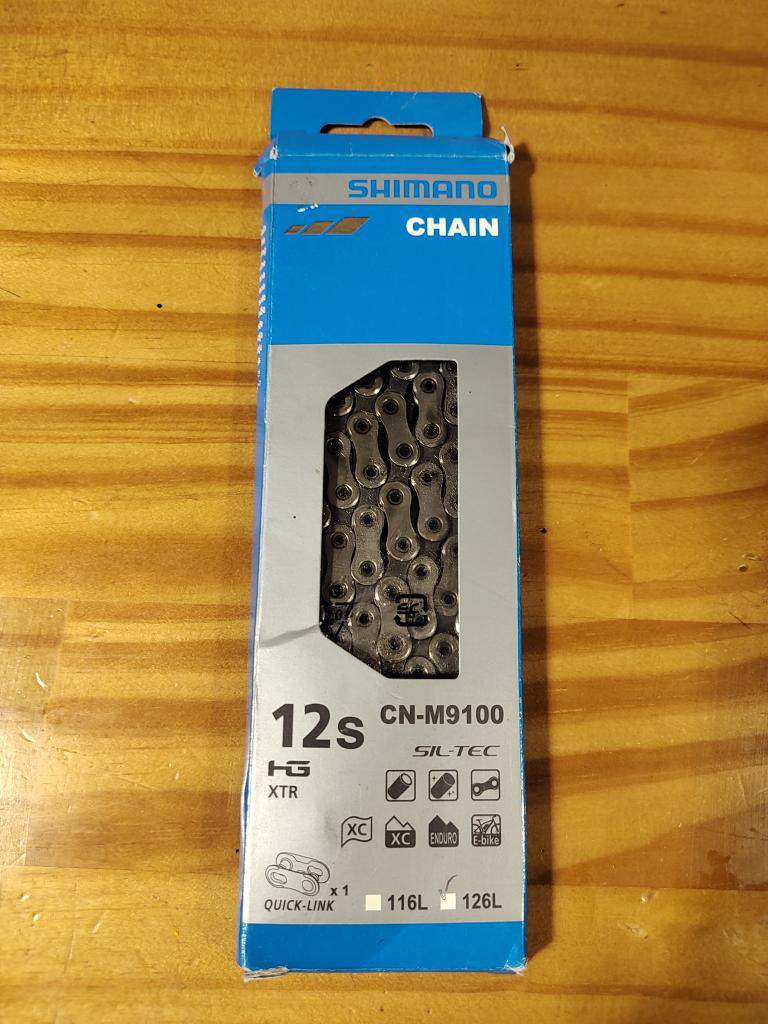 SHIMANO
CHAIN
12s
CN-M9100
SIL-TEC
HG
XTR
XC
XC
ENDURO
E-bike
x 1
QUICK-LINK
116L
126L